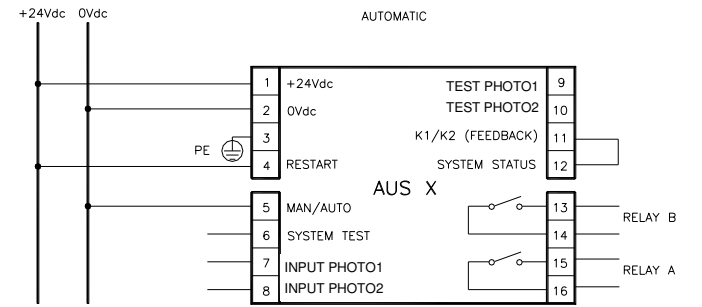 +24Vdc 0Vdc AUTOMATIC
1 +24Vdc TEST PHOTO1 9
2 0Vdc TEST PHOTO2 10
3 K1/K2 (FEEDBACK) 11
PE
4 RESTART SYSTEM STATUS 12
AUS X
5 MAN/AUTO 13
RELAY B
6 SYSTEM TEST 14
7 INPUT PHOTO1 15
RELAY A
8 INPUT PHOTO2 16